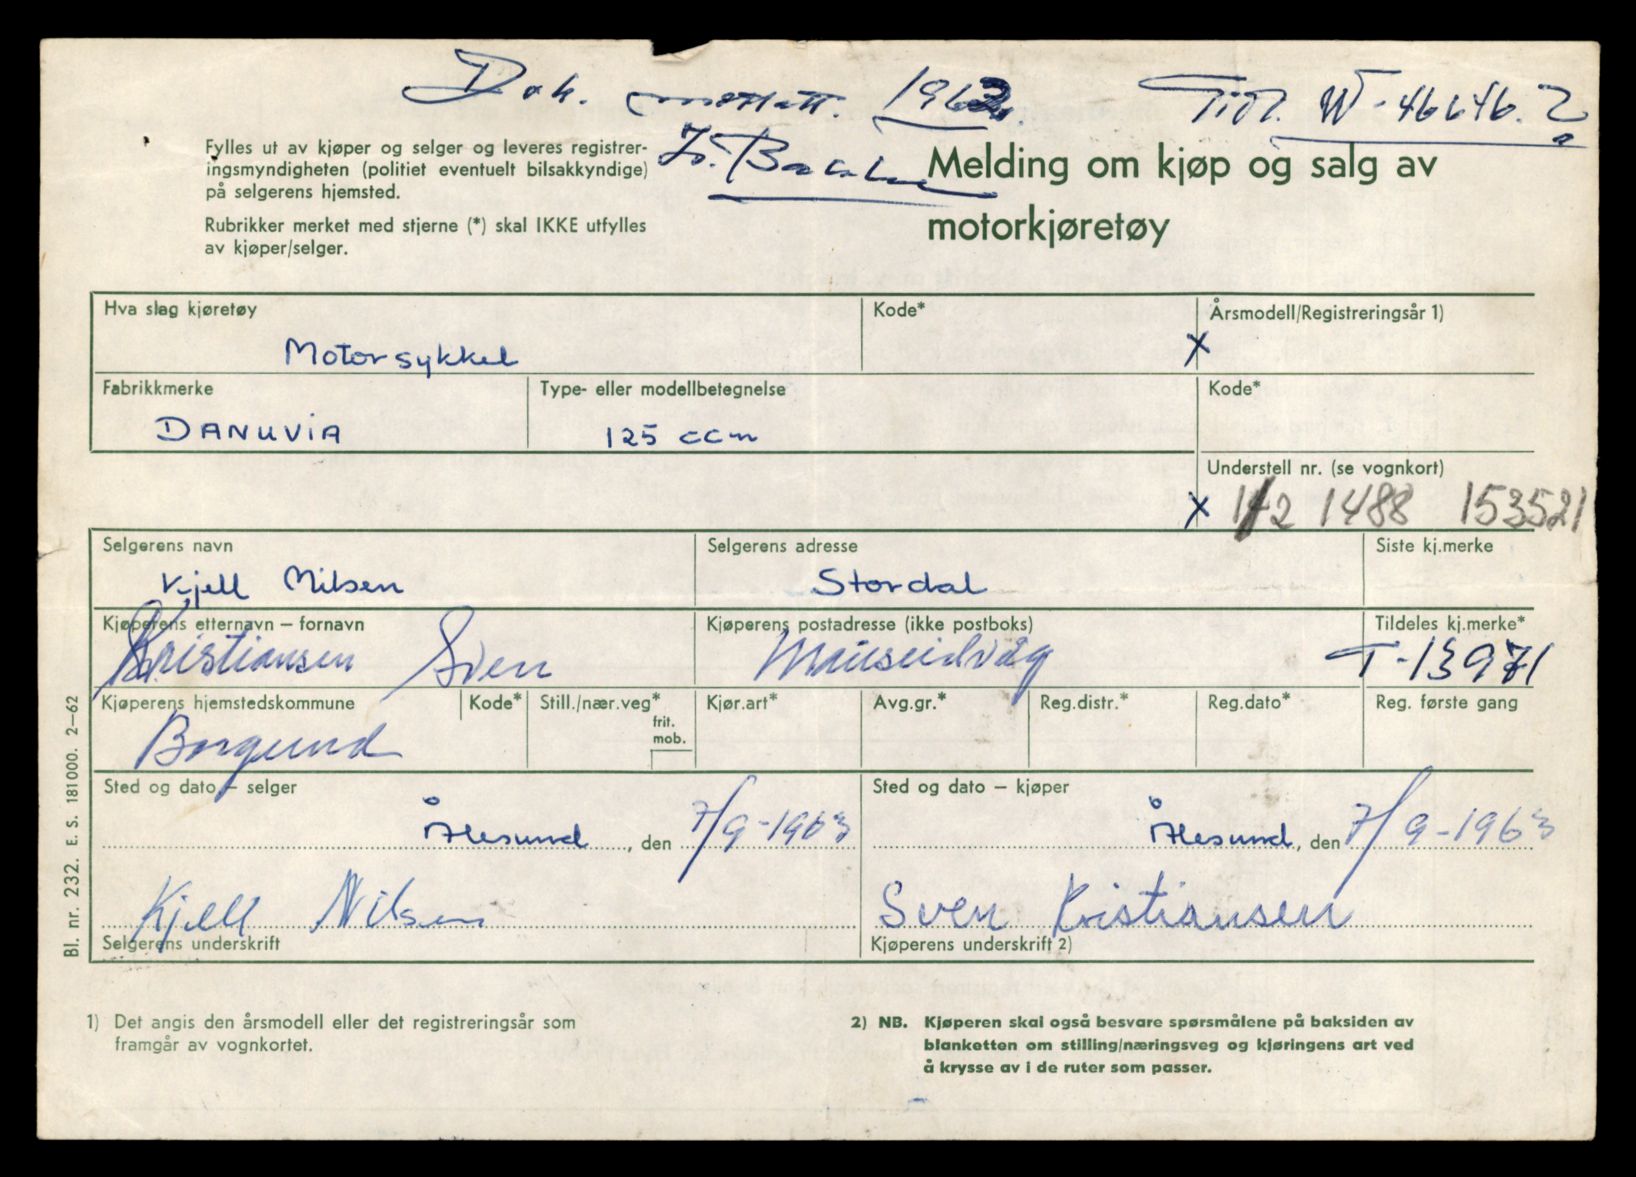 Dok. mottatt. 1962. Tidl. W-46646.?
Fylles ut av kjøper og selger og leveres registrer-
ingsmyndigheten (politiet eventuelt bilsakkyndige)
på selgerens hjemsted.
Rubrikker merket med stjerne (*) skal IKKE utfylles
av kjøper/selger.
Melding om kjøp og salg av
motorkjøretøy
Hva slag kjøretøy Kode* Årsmodell/Registreringsår 1)
Motorsykkel X
Fabrikkmerke Type- eller modellbetegnelse Kode*
DANUVIA 125 ccm
Understell nr. (se vognkort)
X 1488 153521
Selgerens navn Selgerens adresse Siste kj.merke
Kjell Nilsen Stordal
Kjøperens etternavn – fornavn Kjøperens postadresse (ikke postboks) Tildeles kj.merke*
Kristiansen Sven Mauseidvåg T-13971
Kjøperens hjemstedskommune Kode* Still./nær.veg* Kjør.art* Avg.gr.* Reg.distr.* Reg.dato* Reg. første gang
frit.
mob.
Borgund
Sted og dato – selger Sted og dato – kjøper
Ålesund, den 7/9-1963 Ålesund, den 7/9-1963
Kjell Nilsen Sven Kristiansen
Selgerens underskrift Kjøperens underskrift 2)
Bl. nr. 232. E. S. 181000. 2–62
1) Det angis den årsmodell eller det registreringsår som
framgår av vognkortet.
2) NB. Kjøperen skal også besvare spørsmålene på baksiden av
blanketten om stilling/næringsveg og kjøringens art ved
å krysse av i de ruter som passer.